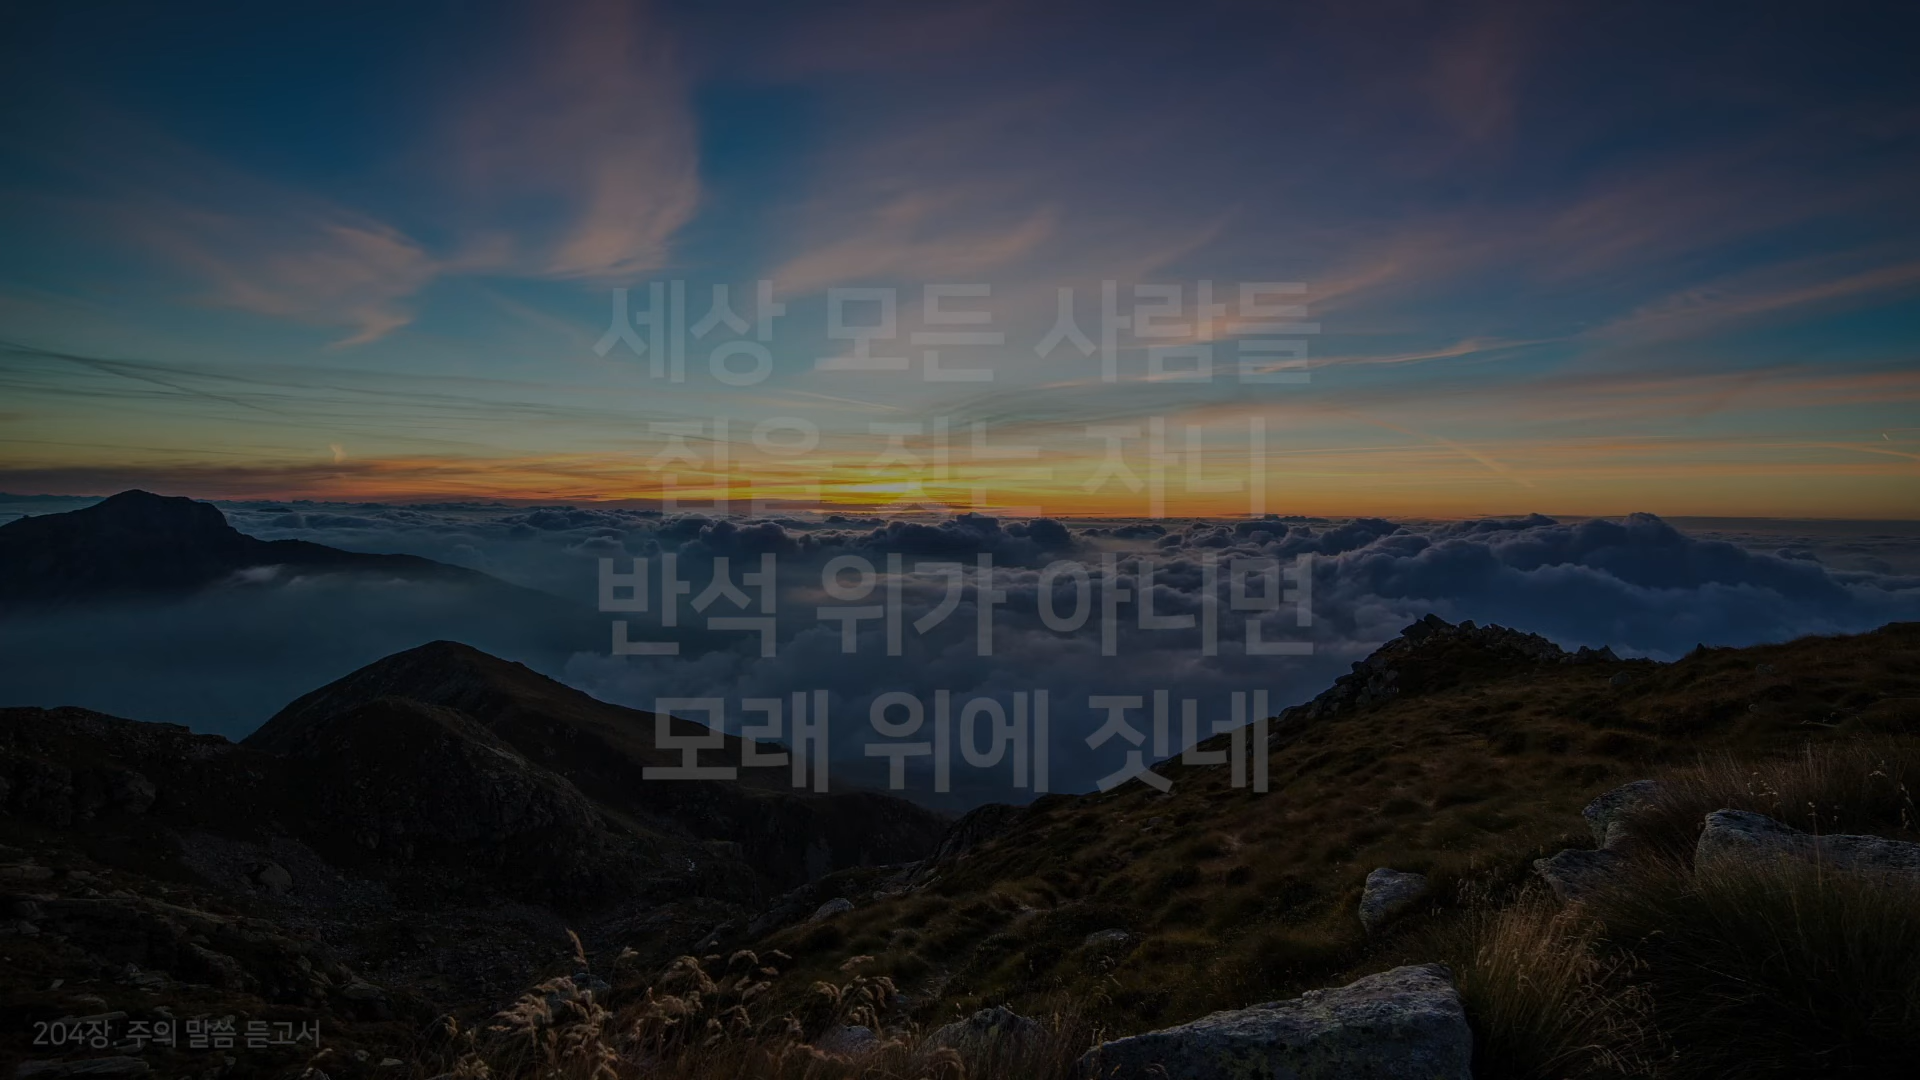 세상 모든 사람들
집을 짓는 자니
반석 위가 아니면
모래 위에 짓네
204장. 주의 말씀 듣고서